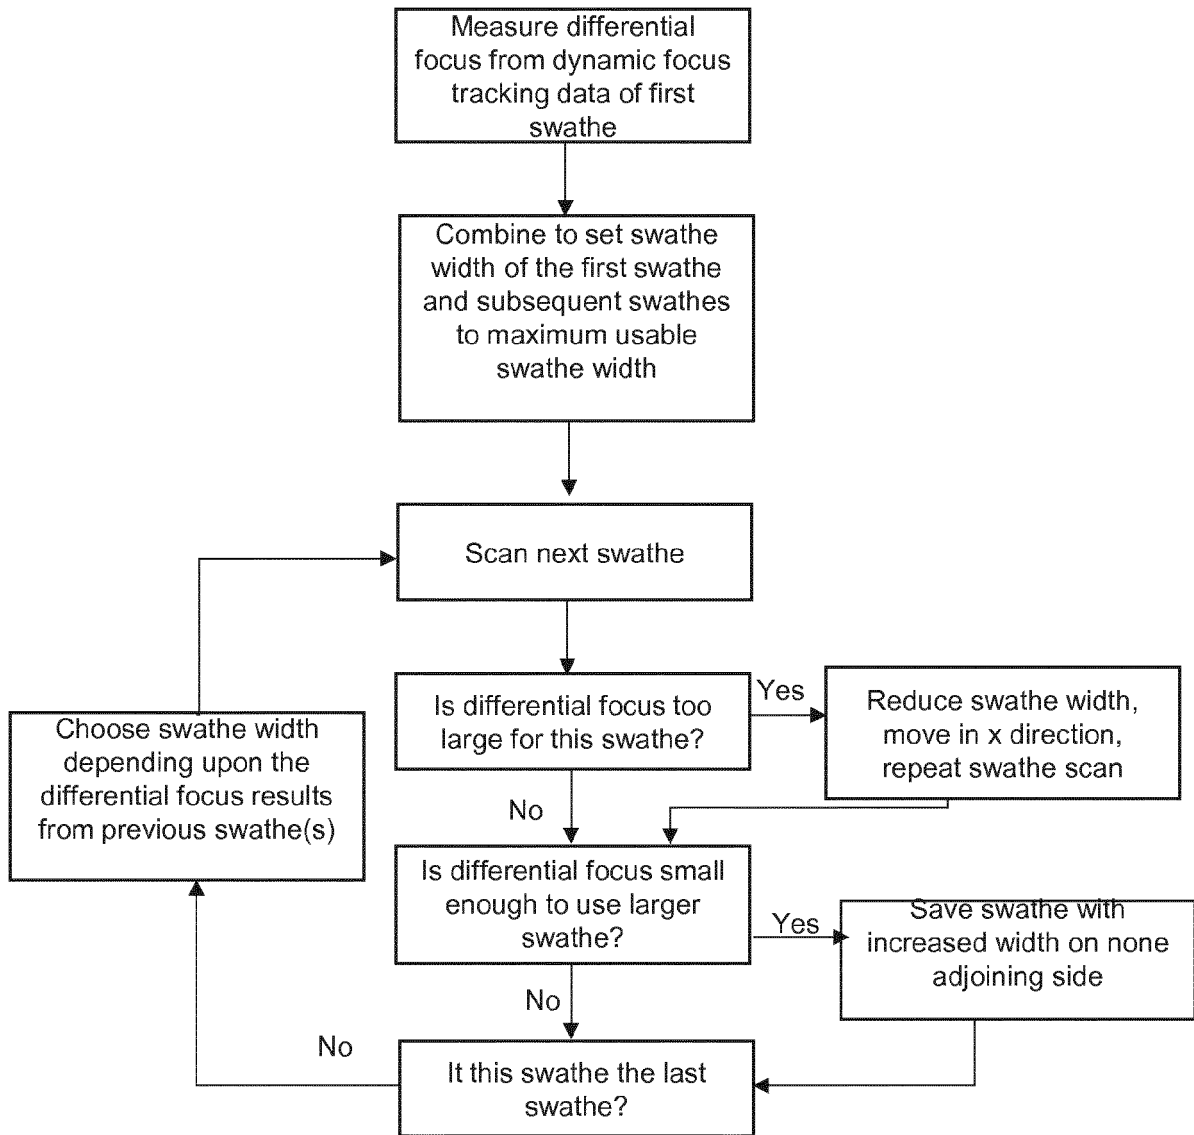 Measure differential
focus from dynamic focus
tracking data of first
swathe
Combine to set swathe
width of the first swathe
and subsequent swathes
to maximum usable
swathe width
Scan next swathe
Is differential focus too
large for this swathe?
Yes
Reduce swathe width,
move in x direction,
repeat swathe scan
Choose swathe width
depending upon the
differential focus results
from previous swathe(s)
No
Is differential focus small
enough to use larger
swathe?
Yes
Save swathe with
increased width on none
adjoining side
No
No
It this swathe the last
swathe?